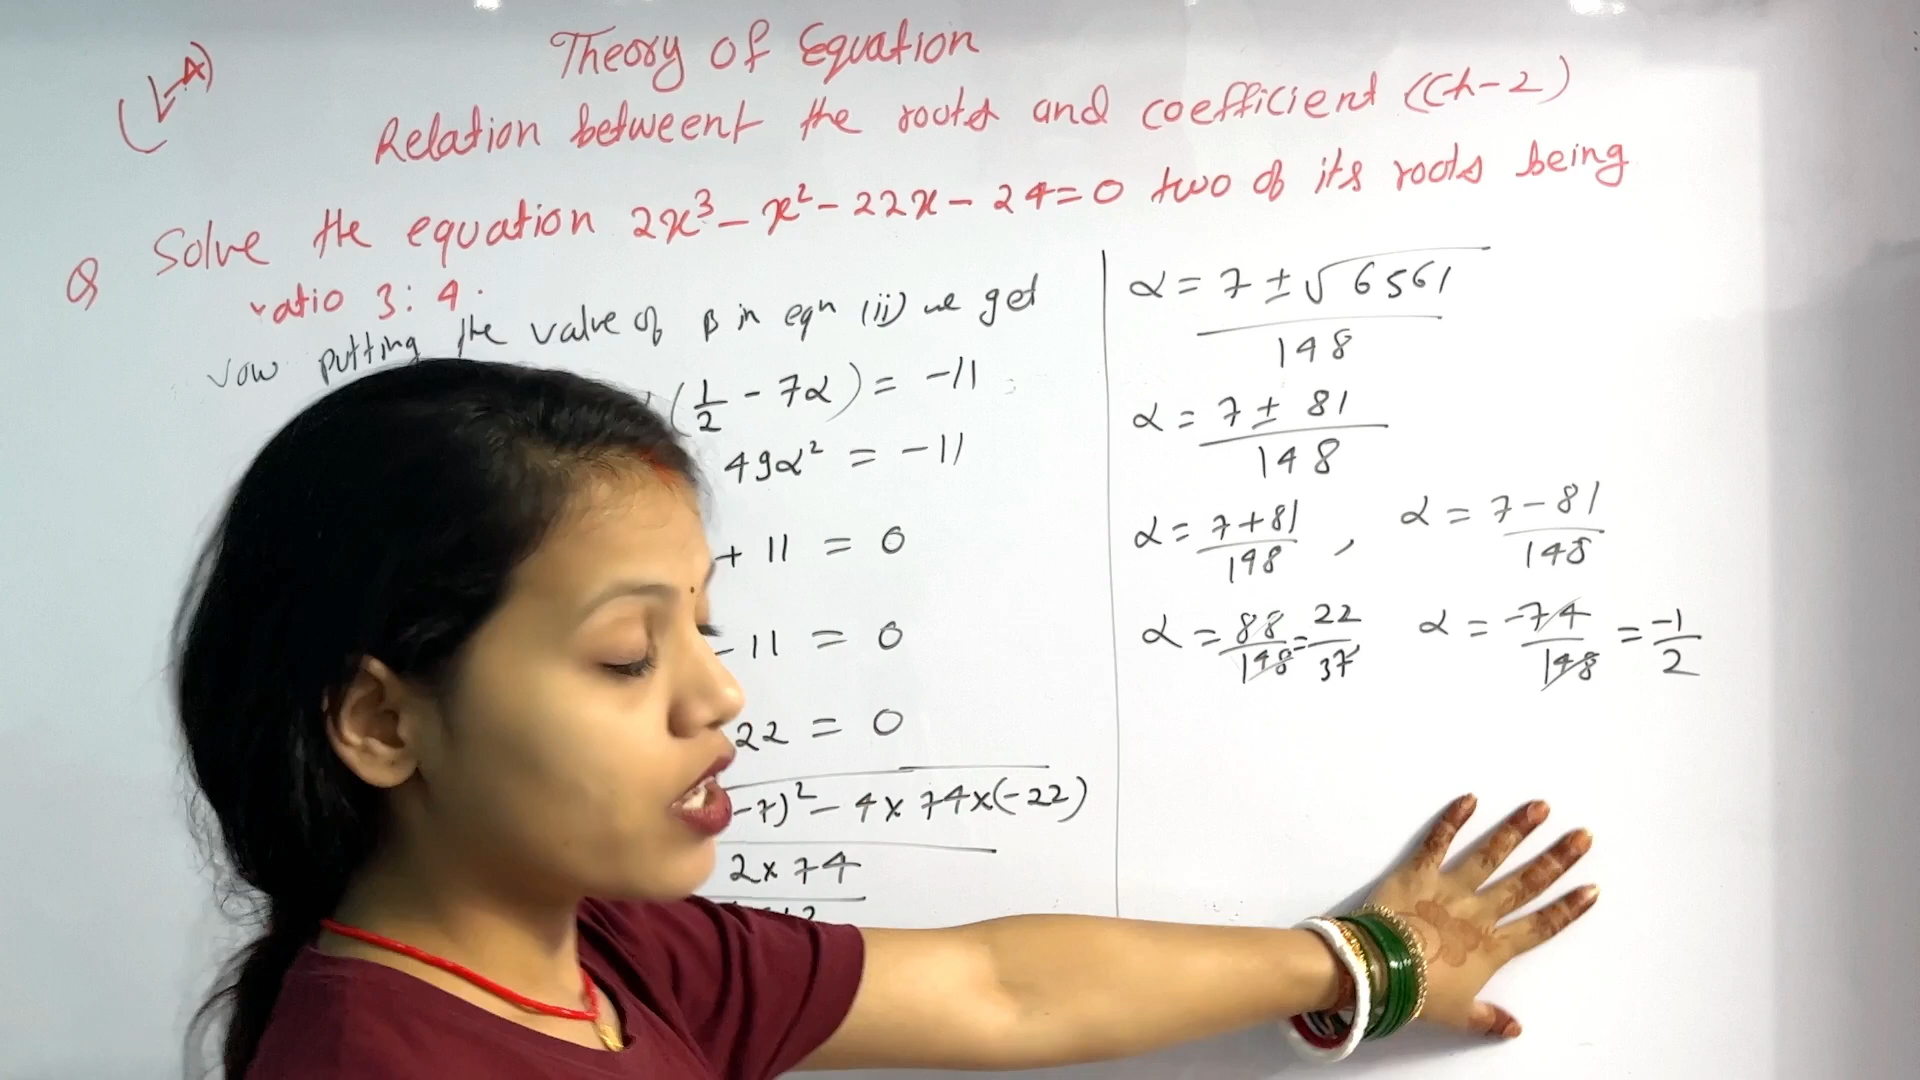 Theory of Equation
Relation betweent the roots and coefficient (Ch-2)
Q Solve the equation 2x³ - x² - 22x - 24 = 0 two of its roots being
ratio 3:4.
Now putting the value of β in eqn (ii) we get
(1/2 - 7α) = -11
49α² = -11
+ 11 = 0
- 11 = 0
22 = 0
-7)² - 4 x 74 x (-22)
2 x 74
α = 7 ± √6561 / 148
α = 7 ± 81 / 148
α = 7+81 / 148 , α = 7-81 / 148
α = 88/148 = 22/37 α = -74/148 = -1/2